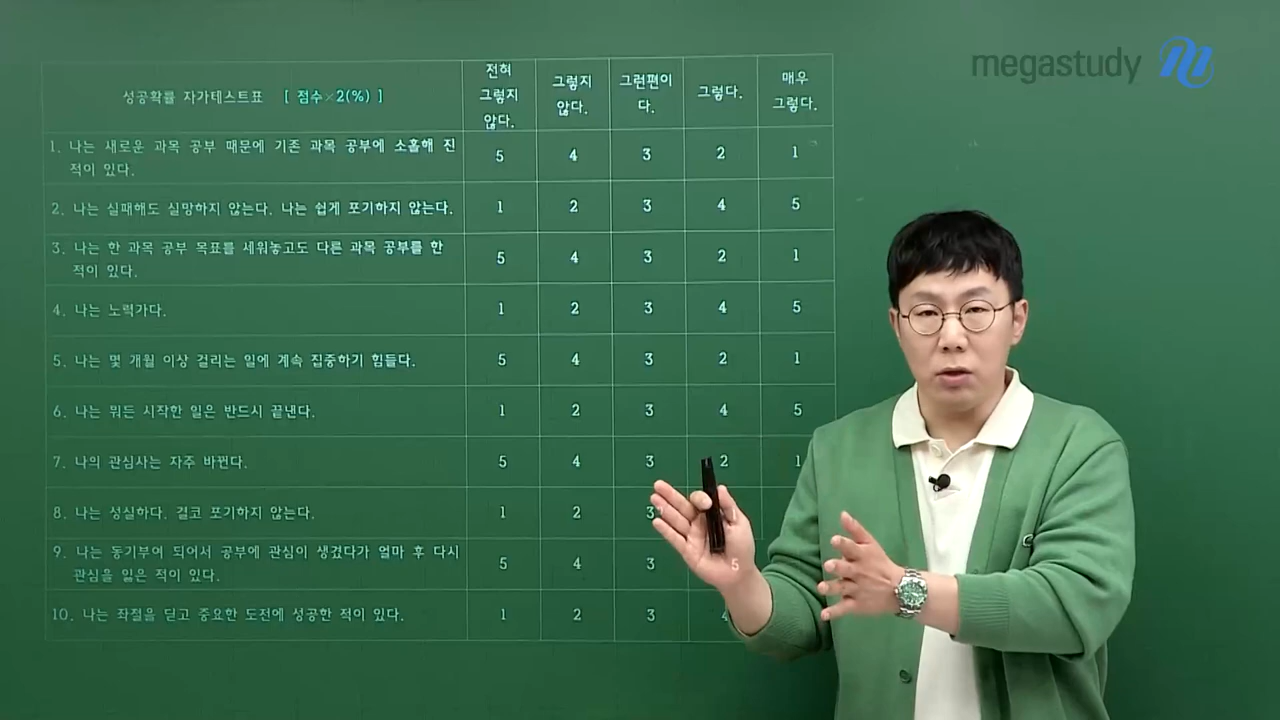 megastudy
성공확률 자가테스트표 [ 점수×2(%) ]
전혀
그렇지
않다.
그렇지
않다.
그런편이
다.
그렇다.
매우
그렇다.
1. 나는 새로운 과목 공부 때문에 기존 과목 공부에 소홀해 진
적이 있다.
5 4 3 2 1
2. 나는 실패해도 실망하지 않는다. 나는 쉽게 포기하지 않는다.
1 2 3 4 5
3. 나는 한 과목 공부 목표를 세워놓고도 다른 과목 공부를 한
적이 있다.
5 4 3 2 1
4. 나는 노력가다.
1 2 3 4 5
5. 나는 몇 개월 이상 걸리는 일에 계속 집중하기 힘들다.
5 4 3 2 1
6. 나는 뭐든 시작한 일은 반드시 끝낸다.
1 2 3 4 5
7. 나의 관심사는 자주 바뀐다.
5 4 3 2 1
8. 나는 성실하다. 결코 포기하지 않는다.
1 2 3
9. 나는 동기부여 되어서 공부에 관심이 생겼다가 얼마 후 다시
관심을 잃은 적이 있다.
5 4 3
10. 나는 좌절을 딛고 중요한 도전에 성공한 적이 있다.
1 2 3 4